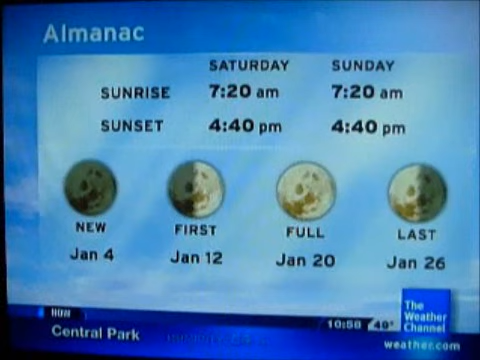 Almanac
SATURDAY SUNDAY
SUNRISE 7:20 am 7:20 am
SUNSET 4:40 pm 4:40 pm
NEW FIRST FULL LAST
Jan 4 Jan 12 Jan 20 Jan 26
NOW
10:58 49°
The Weather Channel
Central Park
weather.com